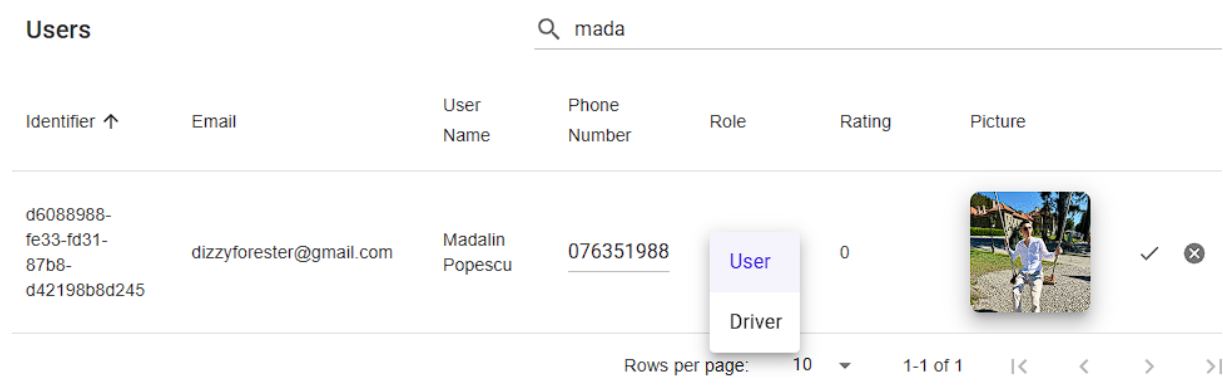 Users
mada
Identifier
Email
User
Name
Phone
Number
Role
Rating
Picture
d6088988-
fe33-fd31-
87b8-
d42198b8d245
dizzyforester@gmail.com
Madalin
Popescu
076351988
User
Driver
0
Rows per page:
10
1-1 of 1